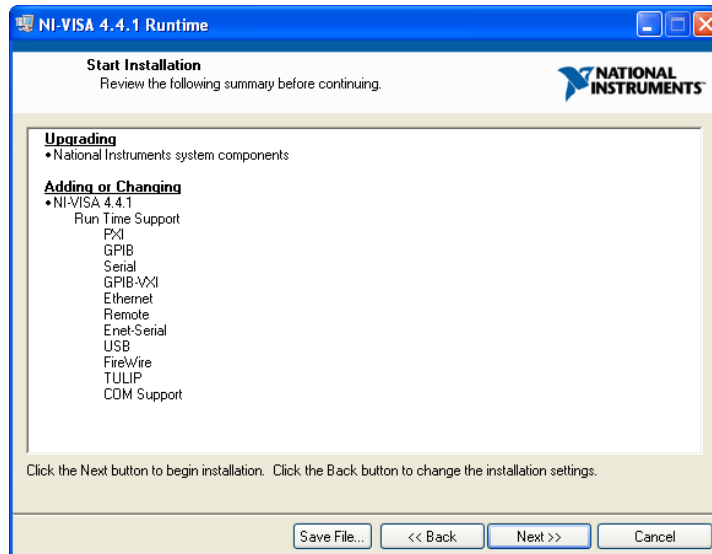 NI-VISA 4.4.1 Runtime
Start Installation
Review the following summary before continuing.
NATIONAL
INSTRUMENTS™
Upgrading
•National Instruments system components
Adding or Changing
•NI-VISA 4.4.1
Run Time Support
PXI
GPIB
Serial
GPIB-VXI
Ethernet
Remote
Enet-Serial
USB
FireWire
TULIP
COM Support
Click the Next button to begin installation. Click the Back button to change the installation settings.
Save File... << Back Next >> Cancel